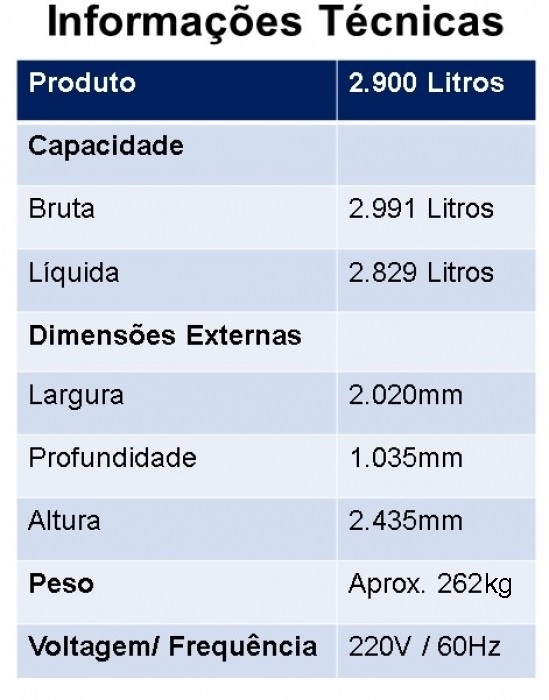 Informações Técnicas
Produto 2.900 Litros
Capacidade
Bruta 2.991 Litros
Líquida 2.829 Litros
Dimensões Externas
Largura 2.020mm
Profundidade 1.035mm
Altura 2.435mm
Peso Aprox. 262kg
Voltagem/ Frequência 220V / 60Hz